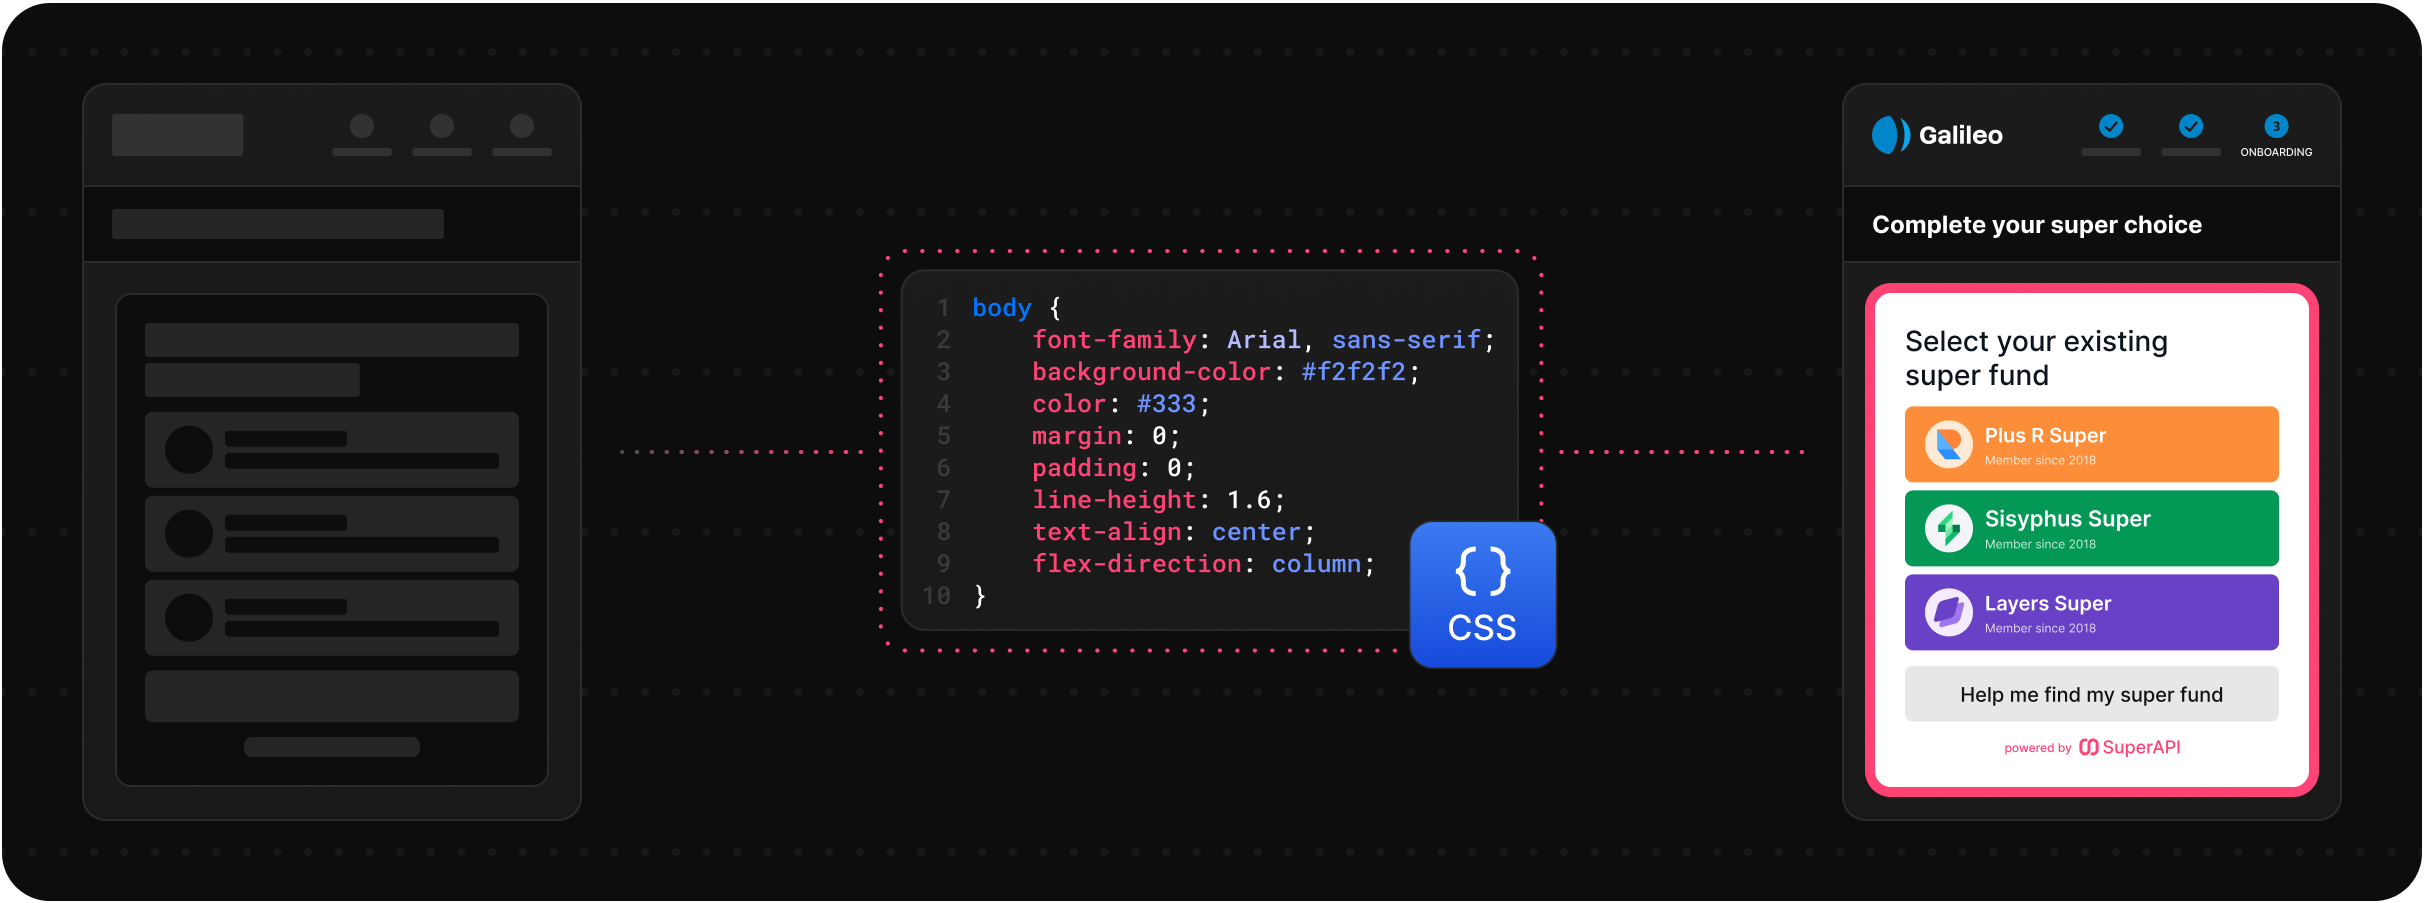 1 body {
2 font-family: Arial, sans-serif;
3 background-color: #f2f2f2;
4 color: #333;
5 margin: 0;
6 padding: 0;
7 line-height: 1.6;
8 text-align: center;
9 flex-direction: column;
10 }
{}
CSS
Galileo
3
ONBOARDING
Complete your super choice
Select your existing
super fund
Plus R Super
Member since 2018
Sisyphus Super
Member since 2018
Layers Super
Member since 2018
Help me find my super fund
powered by SuperAPI